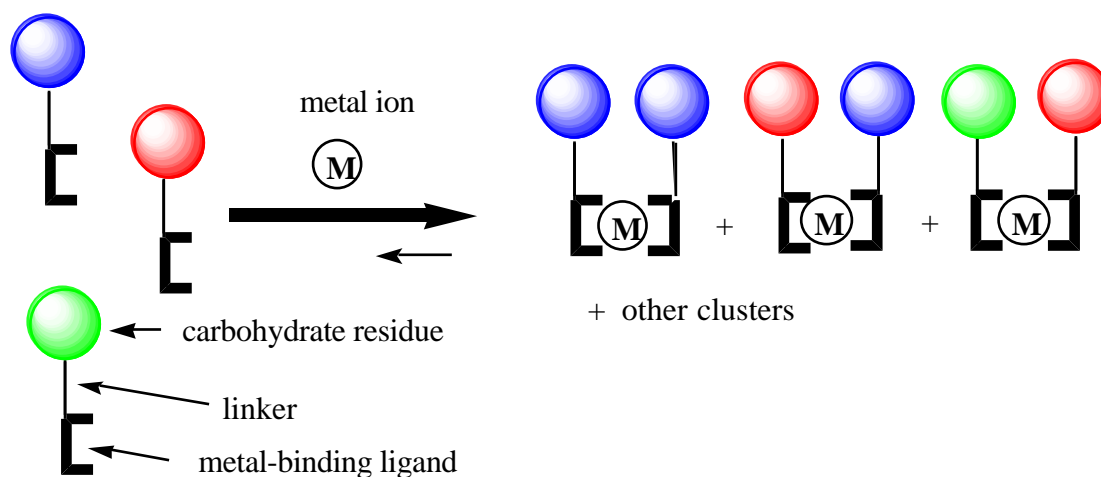 metal ion
M
M
+
M
+
M
+ other clusters
carbohydrate residue
linker
metal-binding ligand